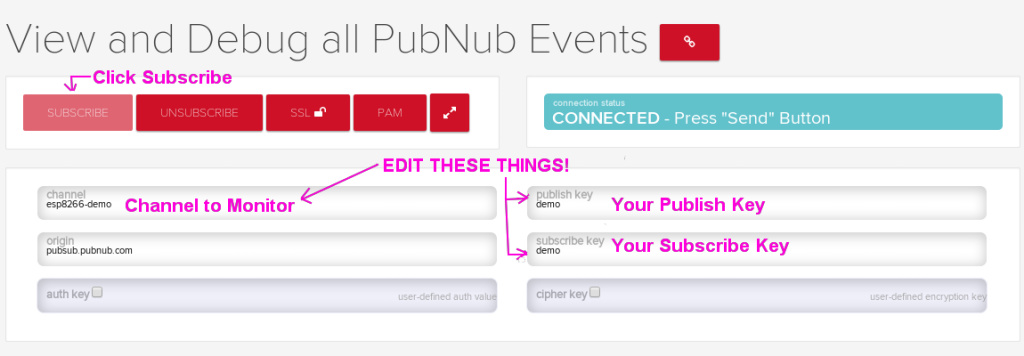 View and Debug all PubNub Events
Click Subscribe
SUBSCRIBE UNSUBSCRIBE SSL PAM
connection status
CONNECTED - Press "Send" Button
EDIT THESE THINGS!
channel
esp8266-demo Channel to Monitor
publish key
demo Your Publish Key
origin
pubsub.pubnub.com
subscribe key
demo Your Subscribe Key
auth key user-defined auth value
cipher key user-defined encryption key